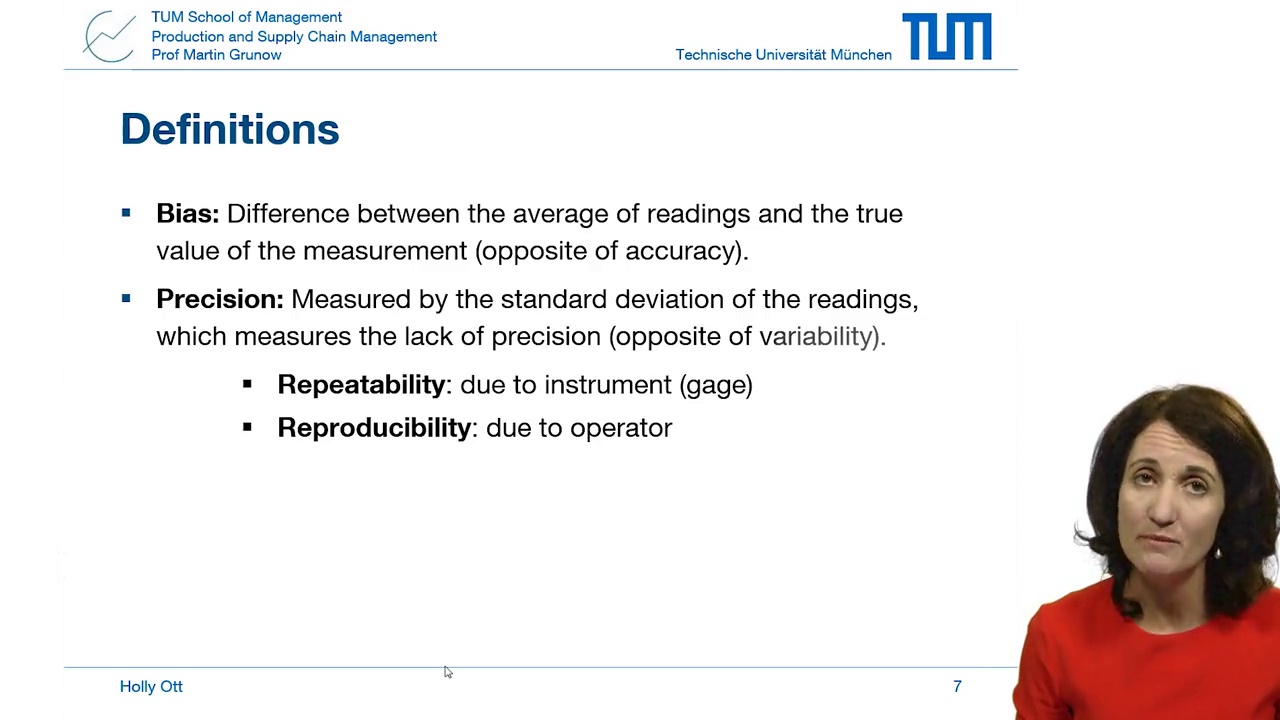 TUM School of Management
Production and Supply Chain Management
Prof Martin Grunow
Technische Universität München
TUM
Definitions
▪ Bias: Difference between the average of readings and the true
value of the measurement (opposite of accuracy).
▪ Precision: Measured by the standard deviation of the readings,
which measures the lack of precision (opposite of variability).
▪ Repeatability: due to instrument (gage)
▪ Reproducibility: due to operator
Holly Ott
7